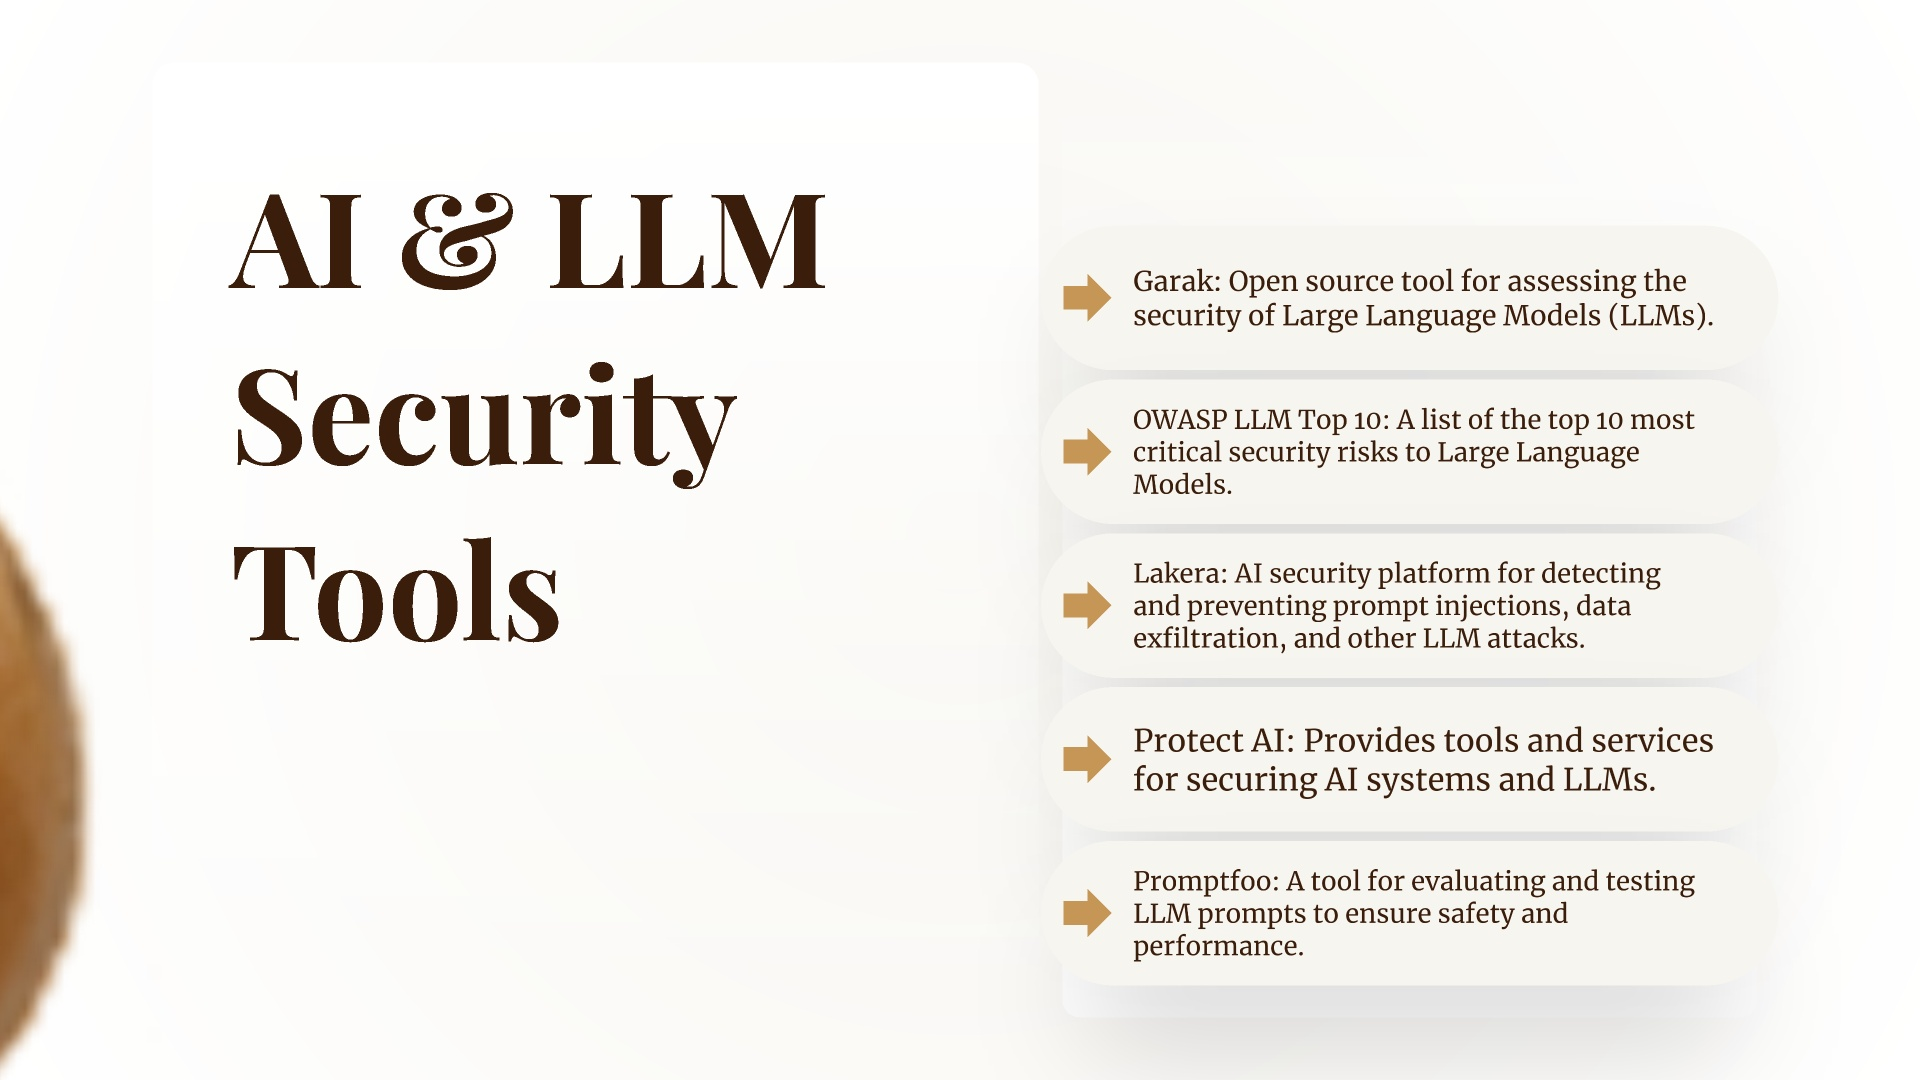 AI & LLM
Security
Tools
Garak: Open source tool for assessing the
security of Large Language Models (LLMs).
OWASP LLM Top 10: A list of the top 10 most
critical security risks to Large Language
Models.
Lakera: AI security platform for detecting
and preventing prompt injections, data
exfiltration, and other LLM attacks.
Protect AI: Provides tools and services
for securing AI systems and LLMs.
Promptfoo: A tool for evaluating and testing
LLM prompts to ensure safety and
performance.